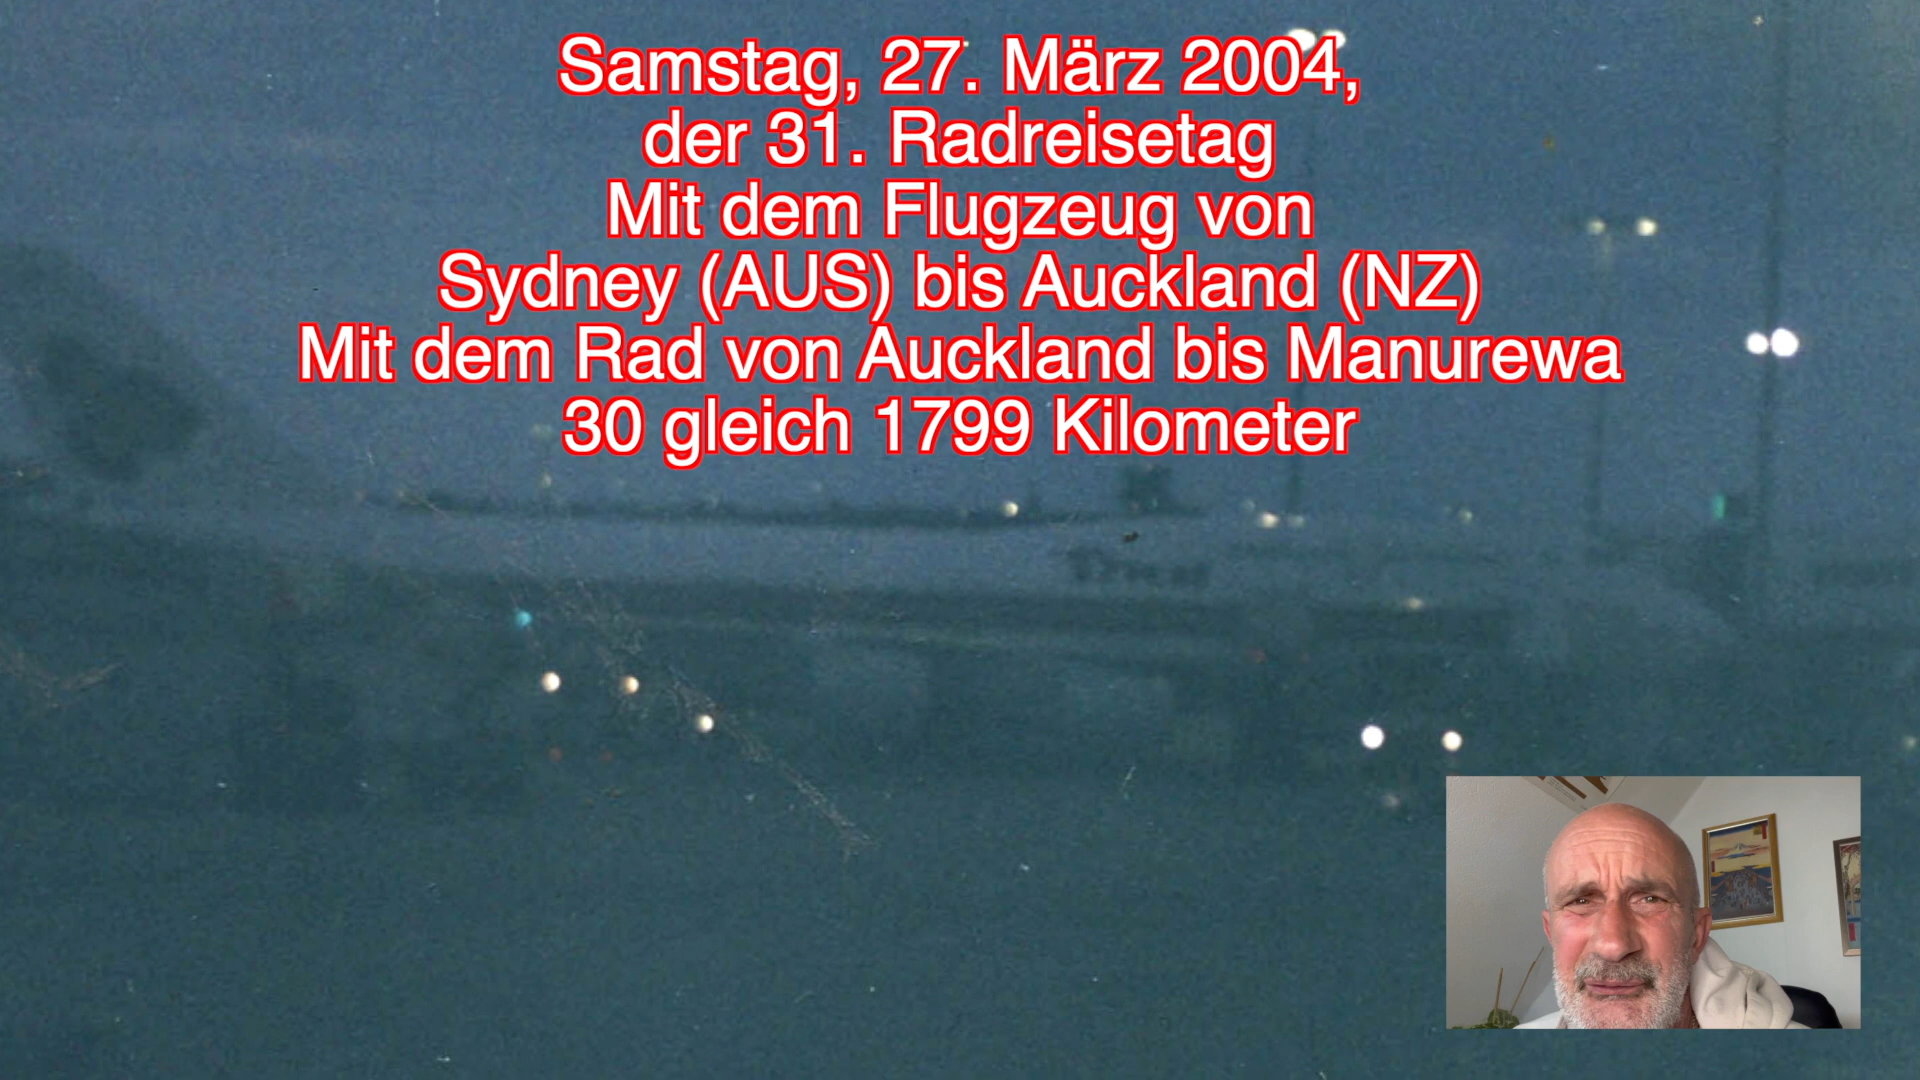 Samstag, 27. März 2004,
der 31. Radreisetag
Mit dem Flugzeug von
Sydney (AUS) bis Auckland (NZ)
Mit dem Rad von Auckland bis Manurewa
30 gleich 1799 Kilometer